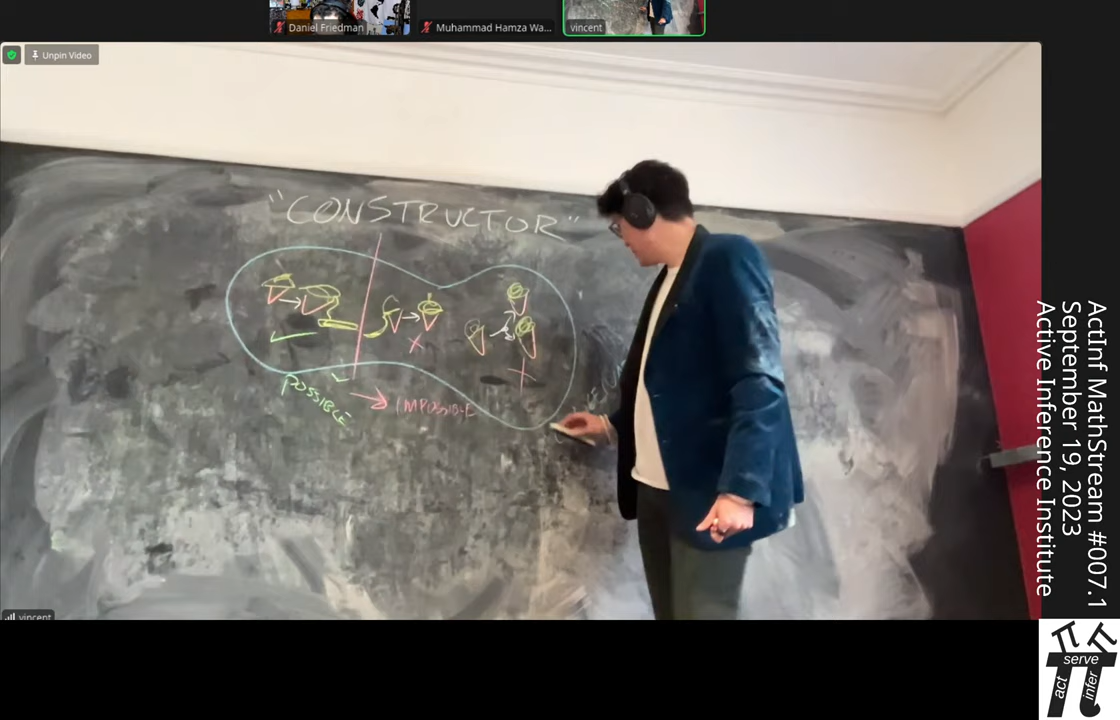 Daniel Friedman
Muhammad Hamza Wa...
vincent
Unpin Video
"CONSTRUCTOR"
POSSIBLE
IMPOSSIBLE
vincent
ActInf MathStream #007.1
September 19, 2023
Active Inference Institute
serve
act
infer